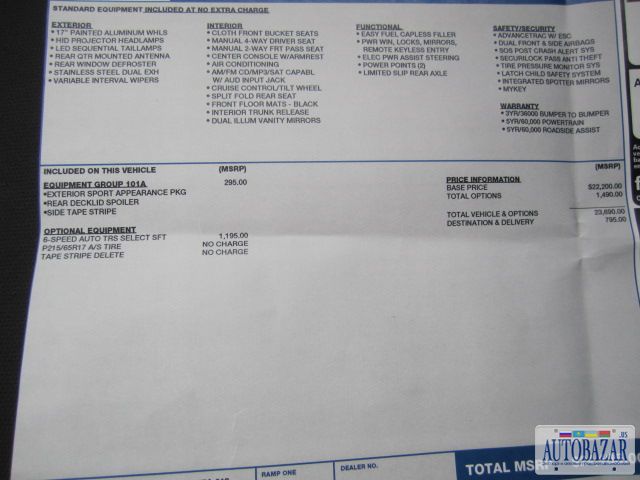 STANDARD EQUIPMENT INCLUDED AT NO EXTRA CHARGE
EXTERIOR
• 17" PAINTED ALUMINUM WHLS
• HID PROJECTOR HEADLAMPS
• LED SEQUENTIAL TAILLAMPS
• REAR QTR MOUNTED ANTENNA
• REAR WINDOW DEFROSTER
• STAINLESS STEEL DUAL EXH
• VARIABLE INTERVAL WIPERS
INTERIOR
• CLOTH FRONT BUCKET SEATS
• MANUAL 4-WAY DRIVER SEAT
• MANUAL 2-WAY FRT PASS SEAT
• CENTER CONSOLE W/ARMREST
• AIR CONDITIONING
• AM/FM CD/MP3/SAT CAPABL
W/ AUD INPUT JACK
• CRUISE CONTROL/TILT WHEEL
• SPLIT FOLD REAR SEAT
• FRONT FLOOR MATS - BLACK
• INTERIOR TRUNK RELEASE
• DUAL ILLUM VANITY MIRRORS
FUNCTIONAL
• EASY FUEL CAPLESS FILLER
• PWR WIN, LOCKS, MIRRORS,
REMOTE KEYLESS ENTRY
• ELEC PWR ASSIST STEERING
• POWER POINTS (2)
• LIMITED SLIP REAR AXLE
SAFETY/SECURITY
• ADVANCETRAC W/ ESC
• DUAL FRONT & SIDE AIRBAGS
• SOS POST CRASH ALERT SYS
• SECURILOCK PASS ANTI THEFT
• TIRE PRESSURE MONITOR SYS
• LATCH CHILD SAFETY SYSTEM
• INTEGRATED SPOTTER MIRRORS
• MYKEY
WARRANTY
• 3YR/36000 BUMPER TO BUMPER
• 5YR/60,000 POWERTRAIN
• 5YR/60,000 ROADSIDE ASSIST
INCLUDED ON THIS VEHICLE (MSRP)
EQUIPMENT GROUP 101A 295.00
•EXTERIOR SPORT APPEARANCE PKG
•REAR DECKLID SPOILER
•SIDE TAPE STRIPE
OPTIONAL EQUIPMENT
6-SPEED AUTO TRS SELECT SFT 1,195.00
P215/65R17 A/S TIRE NO CHARGE
TAPE STRIPE DELETE NO CHARGE
PRICE INFORMATION (MSRP)
BASE PRICE $22,200.00
TOTAL OPTIONS 1,490.00
TOTAL VEHICLE & OPTIONS 23,690.00
DESTINATION & DELIVERY 795.00
RAMP ONE
DEALER NO.
TOTAL MSRP
AUTOBAZAR
.US